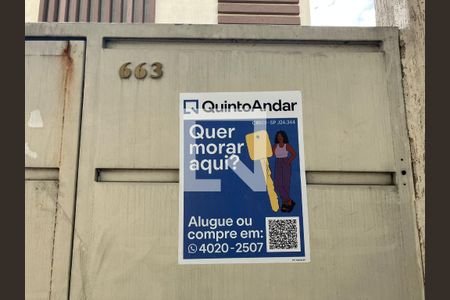 663
QuintoAndar
CRECI-SP J24.344
Quer
morar
aqui?
Alugue ou
compre em:
4020-2507